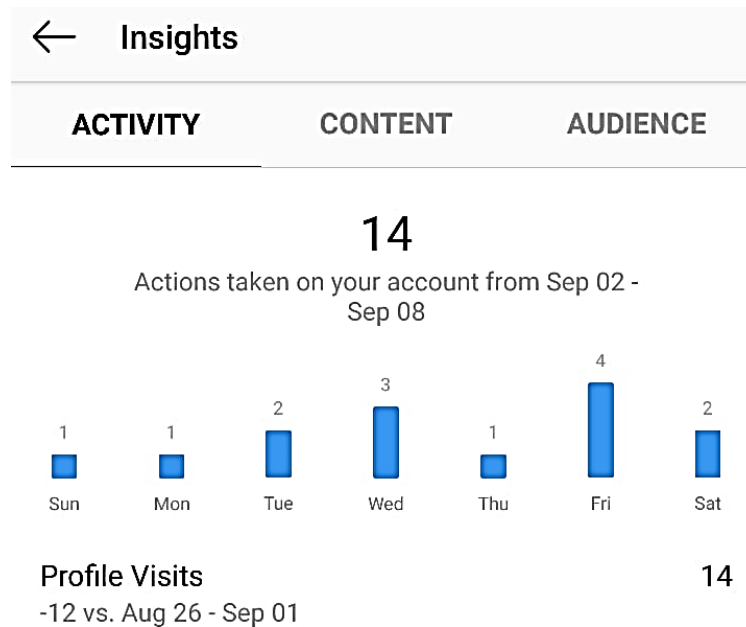 Insights
ACTIVITY CONTENT AUDIENCE
14
Actions taken on your account from Sep 02 -
Sep 08
1 1 2 3 1 4 2
Sun Mon Tue Wed Thu Fri Sat
Profile Visits 14
-12 vs. Aug 26 - Sep 01